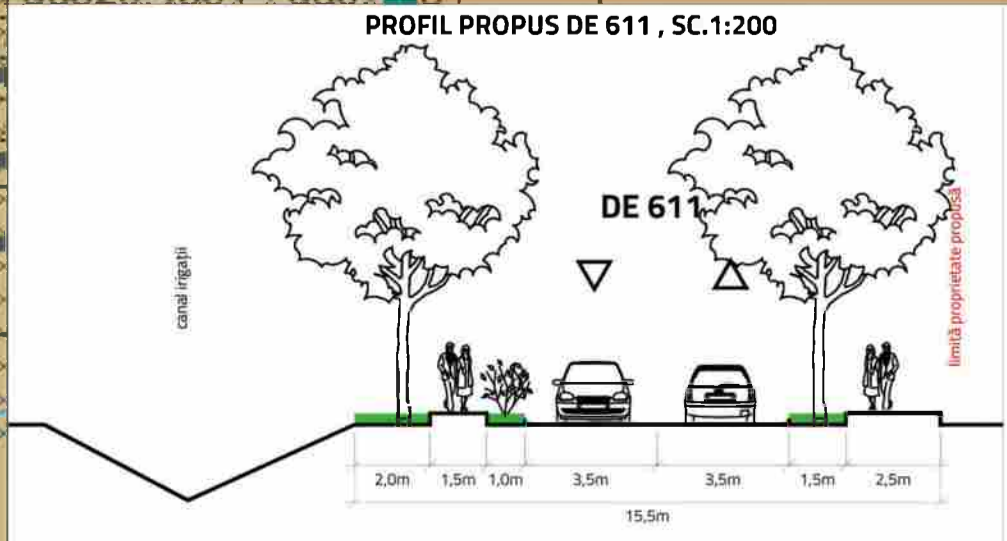 PROFIL PROPUS DE 611 , SC.1:200
DE 611
canal irigații
limită proprietate propusă
2,0m 1,5m 1,0m 3,5m 3,5m 1,5m 2,5m
15,5m